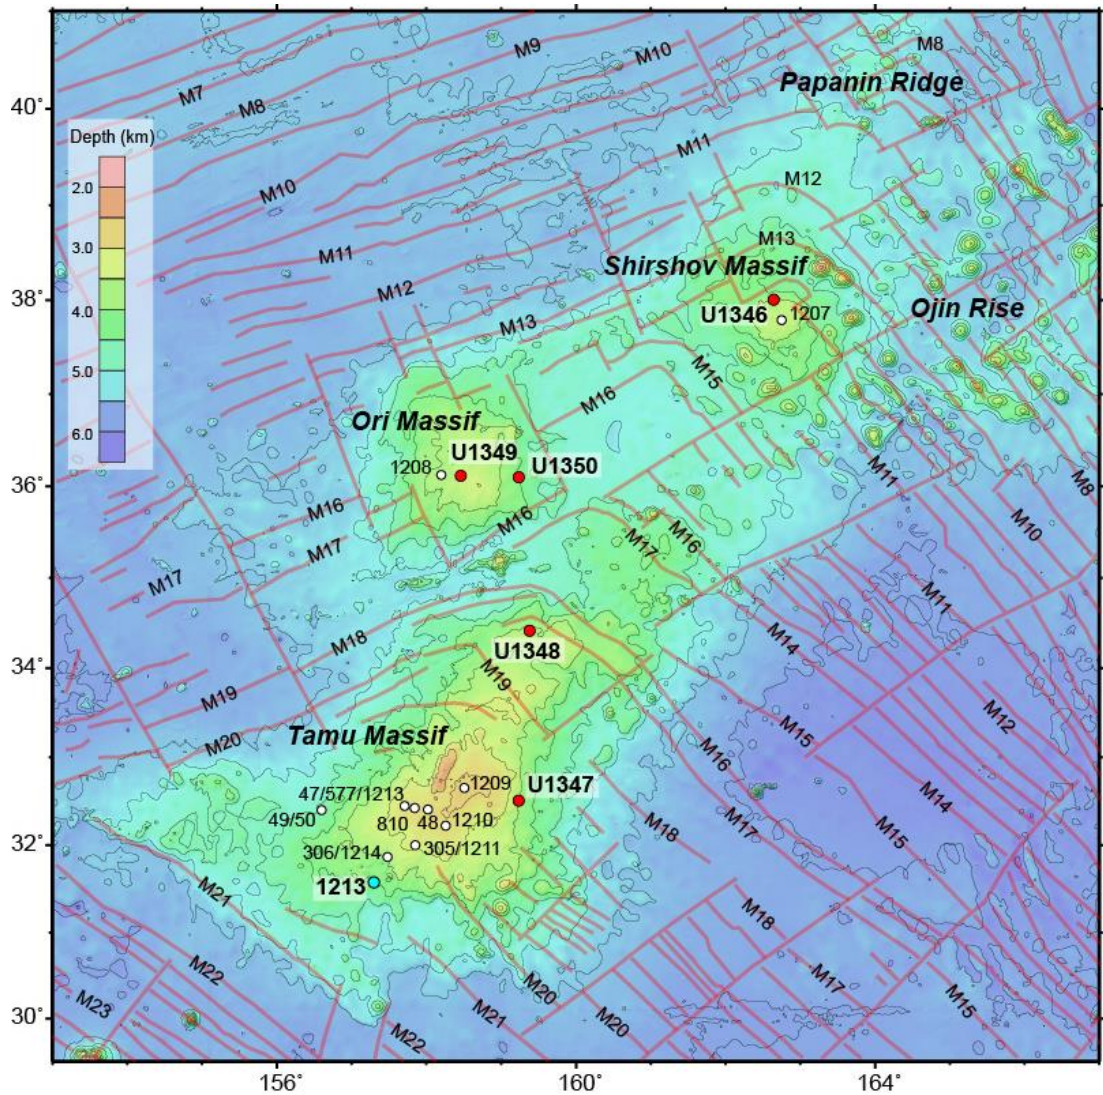 M9
M10
M8
Papanin Ridge
M7
M8
40°
Depth (km)
M11
2.0
M10
M12
3.0
M13
M11
Shirshov Massif
4.0
M12
38°
U1346
1207
Ojin Rise
M13
5.0
M15
M16
6.0
Ori Massif
U1349
1208
U1350
36°
M11
M8
M16
M16
M10
M17
M17
M16
M17
M11
M18
U1348
M14
34°
M19
M19
M12
M20
Tamu Massif
M15
M16
47/577/1213
1209
U1347
M14
49/50
810
48
1210
M18
M17
M15
32°
306/1214
305/1211
1213
M21
M18
M22
M17
M20
M15
M23
M21
M20
30°
M22
156°
160°
164°